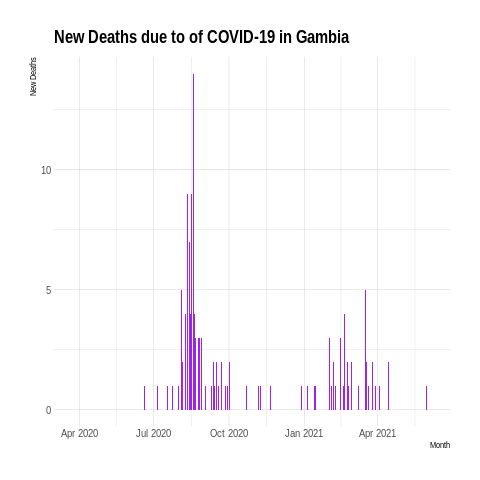 New Deaths due to of COVID-19 in Gambia
New Deaths
10
5
0
Apr 2020 Jul 2020 Oct 2020 Jan 2021 Apr 2021
Month